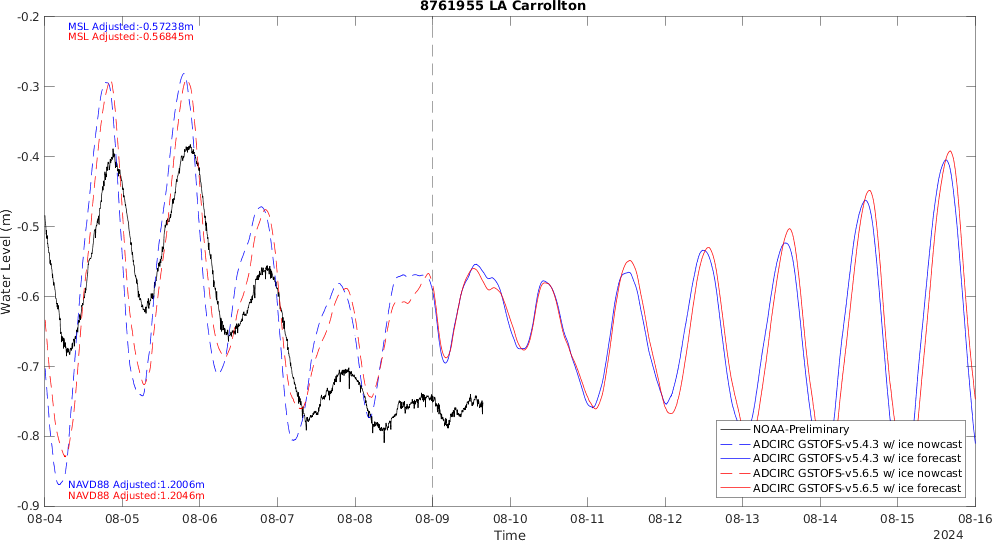 8761955 LA Carrollton
MSL Adjusted:-0.57238m
MSL Adjusted:-0.56845m
-0.2
-0.3
-0.4
-0.5
-0.6
-0.7
-0.8
-0.9
Water Level (m)
NAVD88 Adjusted:1.2006m
NAVD88 Adjusted:1.2046m
NOAA-Preliminary
ADCIRC GSTOFS-v5.4.3 w/ ice nowcast
ADCIRC GSTOFS-v5.4.3 w/ ice forecast
ADCIRC GSTOFS-v5.6.5 w/ ice nowcast
ADCIRC GSTOFS-v5.6.5 w/ ice forecast
08-04 08-05 08-06 08-07 08-08 08-09 08-10 08-11 08-12 08-13 08-14 08-15 08-16
Time
2024